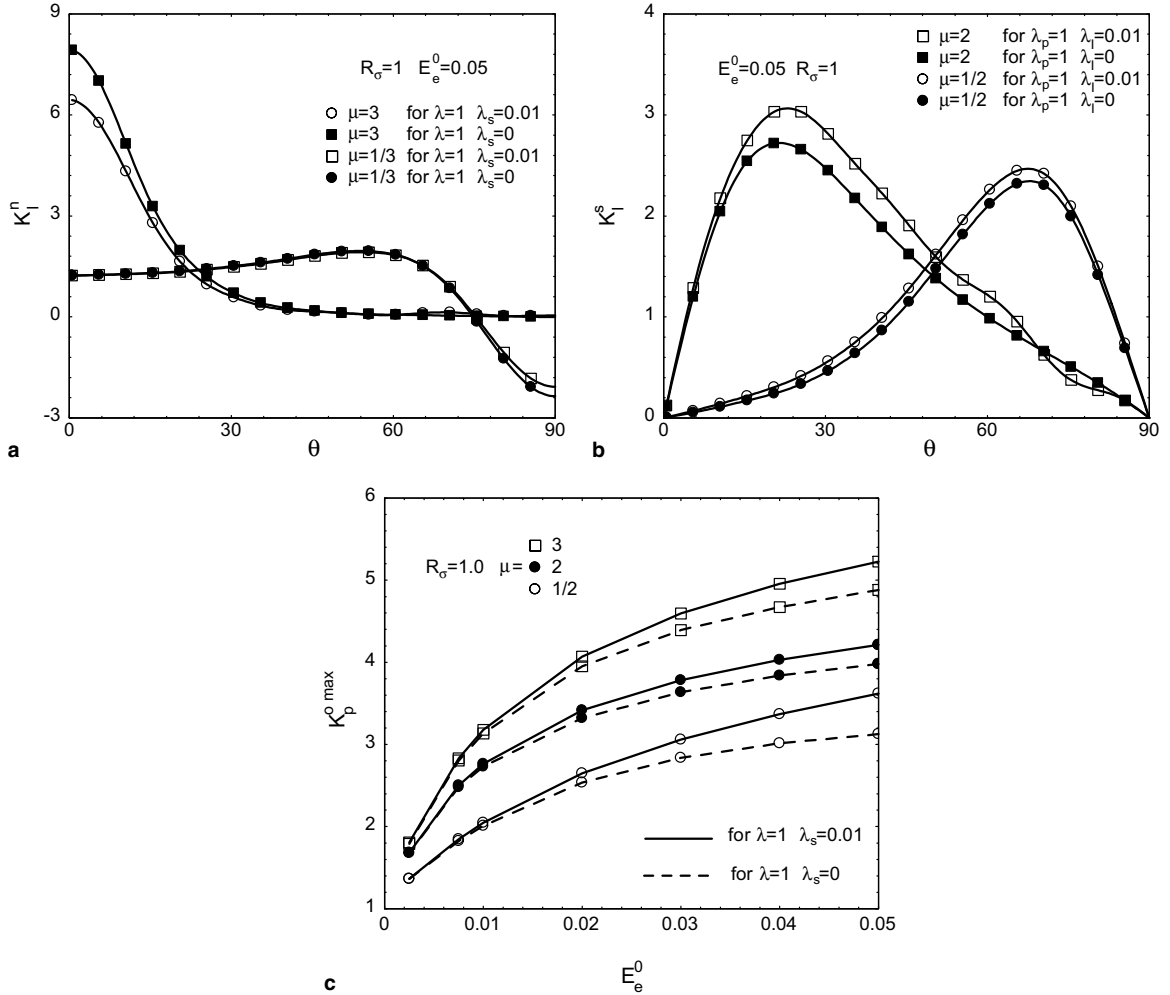 9
6
3
0
-3
0
30
60
90
K_l^n
θ
R_σ=1 E_e^0=0.05
μ=3 for λ=1 λ_s=0.01
μ=3 for λ=1 λ_s=0
μ=1/3 for λ=1 λ_s=0.01
μ=1/3 for λ=1 λ_s=0
a
4
3
2
1
0
0
30
60
90
K_l^s
θ
E_e^0=0.05 R_σ=1
μ=2 for λ_p=1 λ_l=0.01
μ=2 for λ_p=1 λ_l=0
μ=1/2 for λ_p=1 λ_l=0.01
μ=1/2 for λ_p=1 λ_l=0
b
6
5
4
3
2
1
0
0.01
0.02
0.03
0.04
0.05
K_p^{o max}
E_e^0
3
R_σ=1.0 μ= 2
1/2
for λ=1 λ_s=0.01
for λ=1 λ_s=0
c